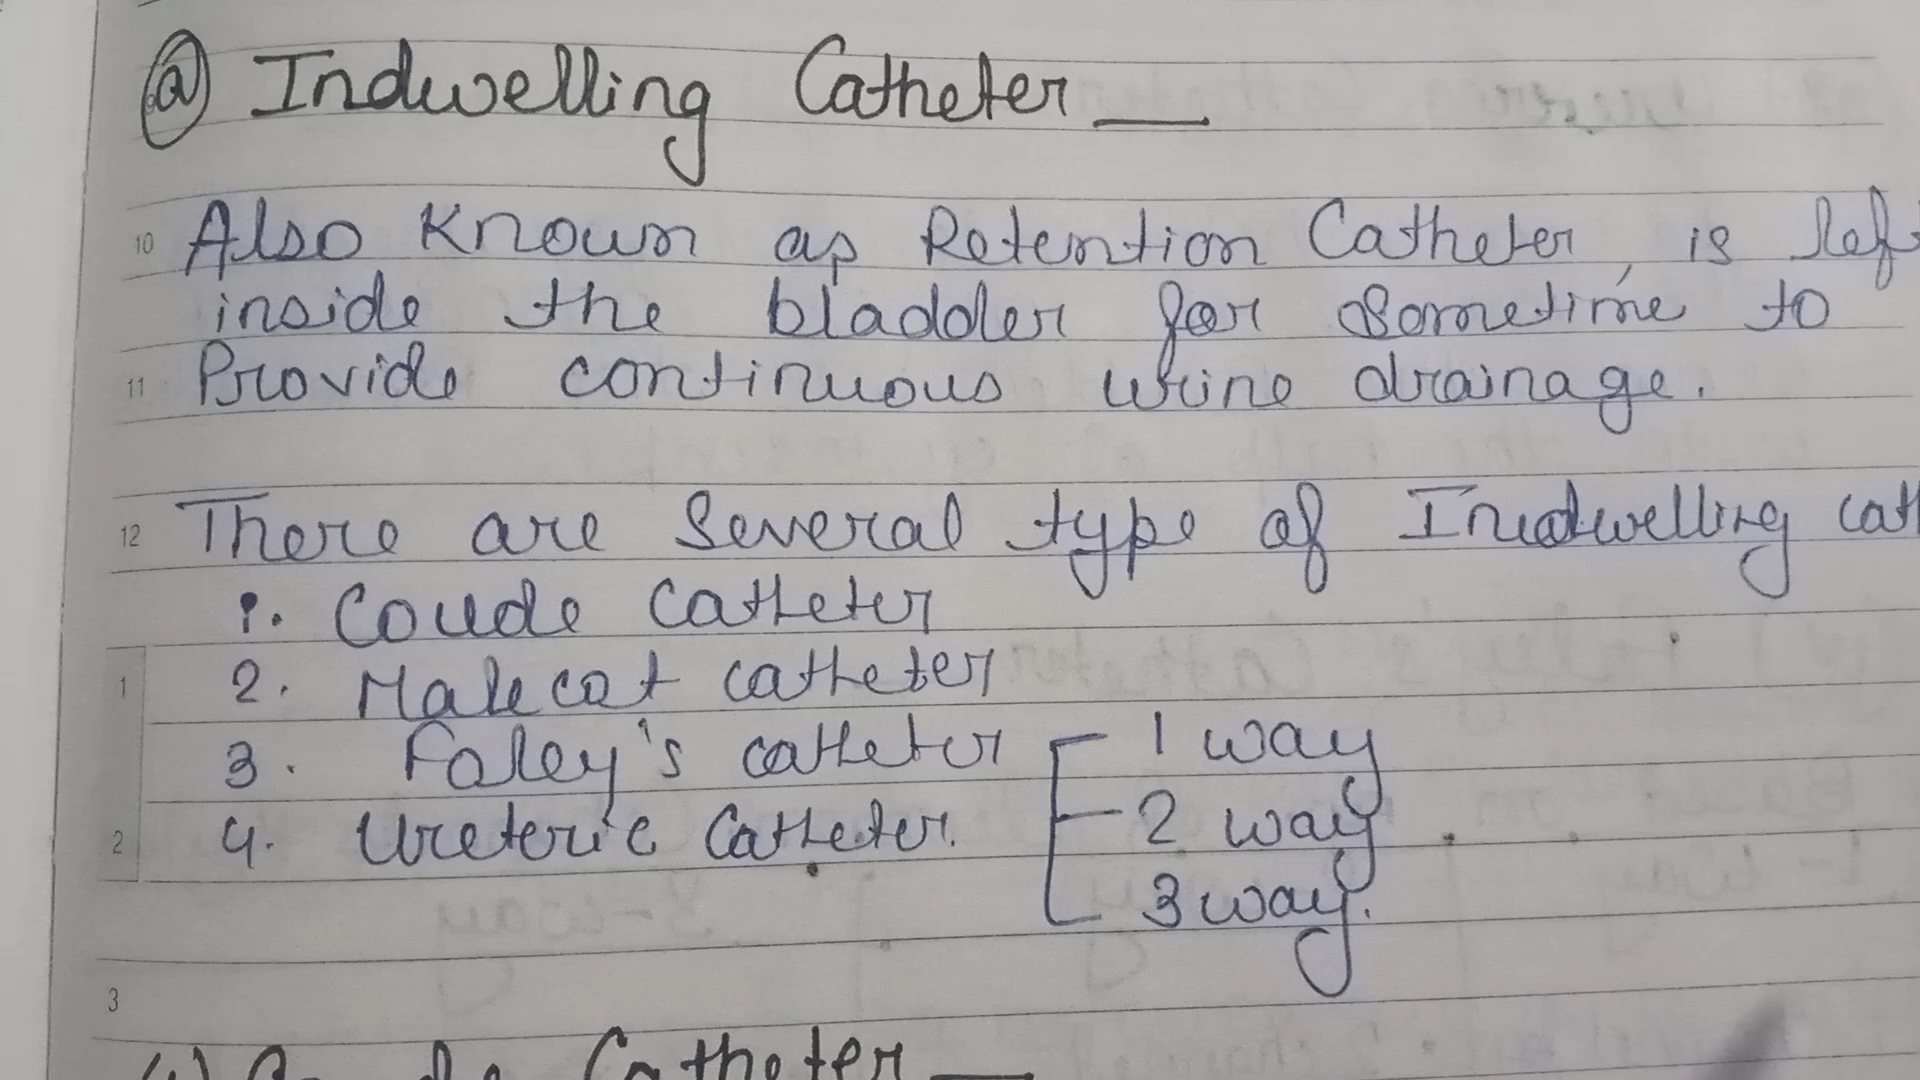 a Indwelling Catheter —
10 Also Known as Retention Catheter, is left
inside the bladder for sometime to
11 Provide continuous urine drainage.
12 There are several type of Indwelling cath
1. Coude Catheter
1 2. Malecot catheter
3. Foley's catheter 1 way
2 4. Ureteric Catheter. 2 way
3 way.
3
Catheter —